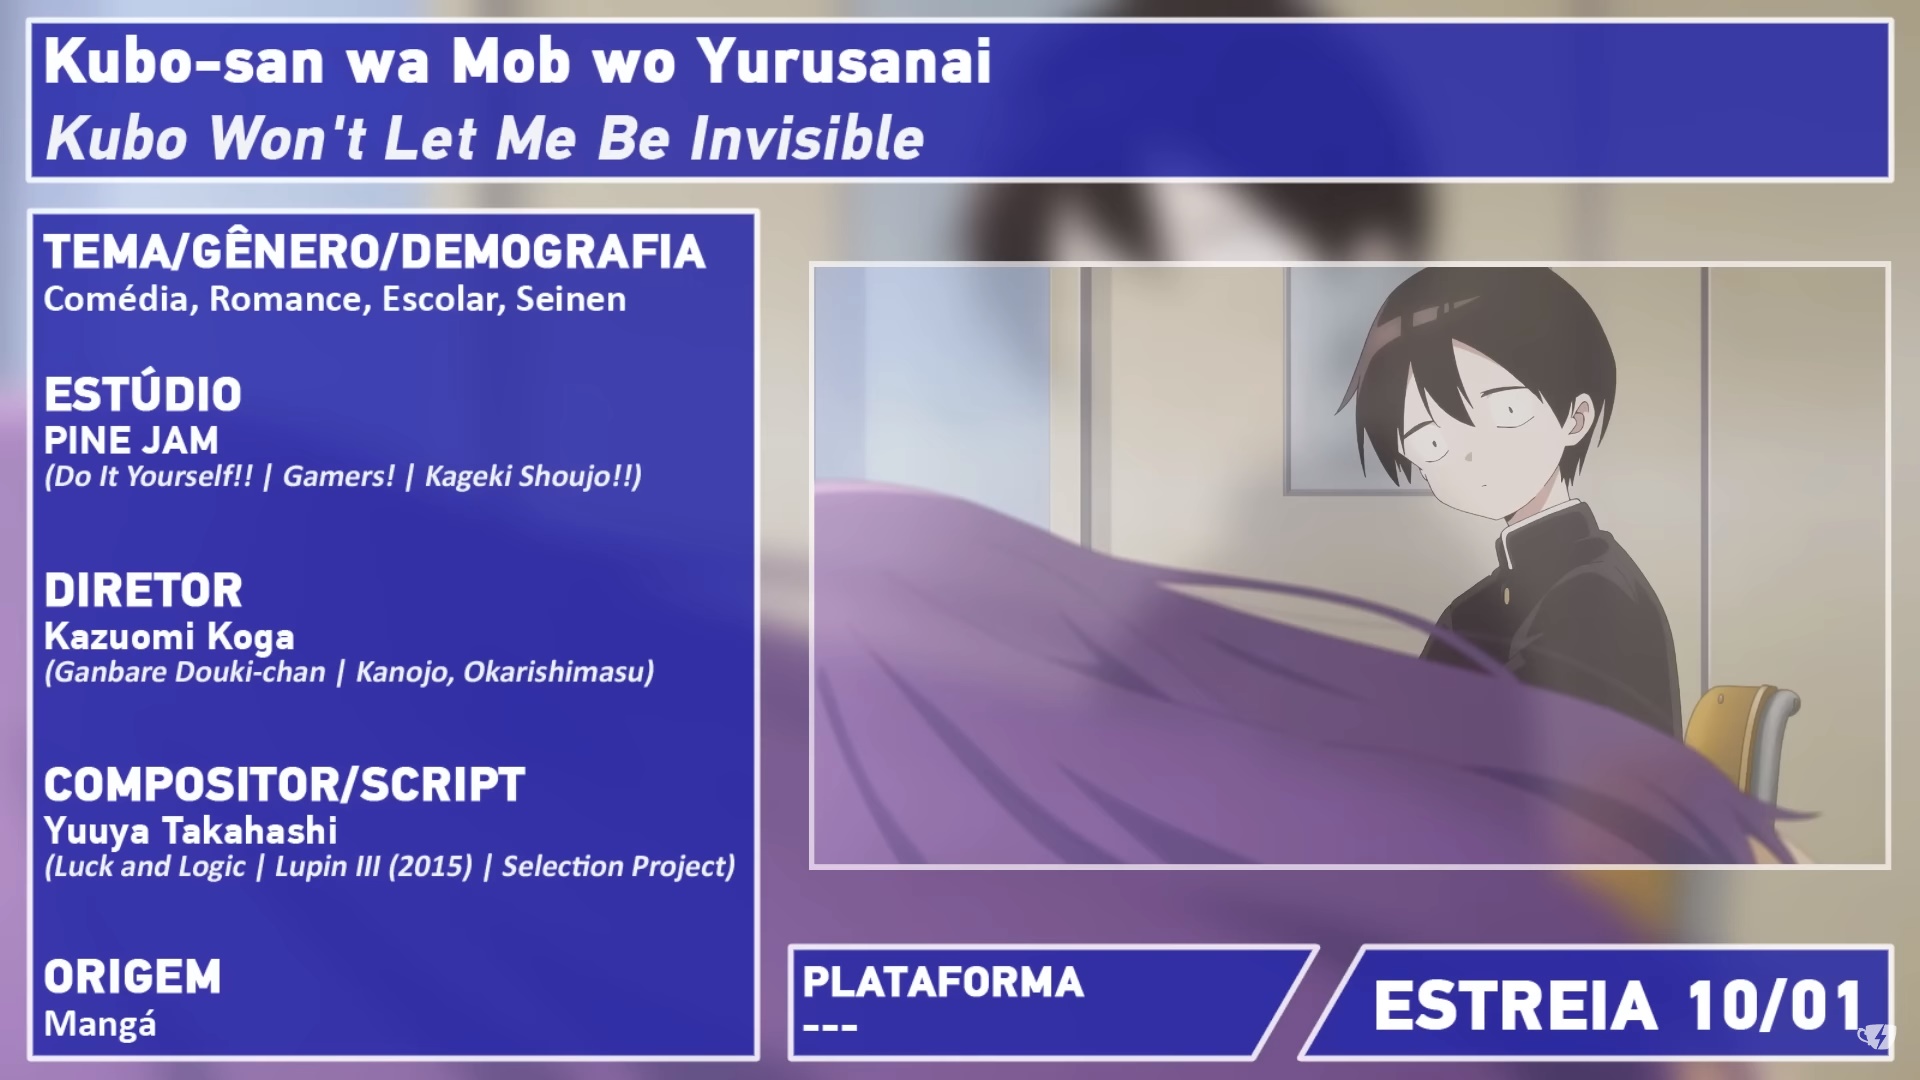 Kubo-san wa Mob wo Yurusanai
Kubo Won't Let Me Be Invisible
TEMA/GÊNERO/DEMOGRAFIA
Comédia, Romance, Escolar, Seinen
ESTÚDIO
PINE JAM
(Do It Yourself!! | Gamers! | Kageki Shoujo!!)
DIRETOR
Kazuomi Koga
(Ganbare Douki-chan | Kanojo, Okarishimasu)
COMPOSITOR/SCRIPT
Yuuya Takahashi
(Luck and Logic | Lupin III (2015) | Selection Project)
ORIGEM
Mangá
PLATAFORMA
---
ESTREIA 10/01